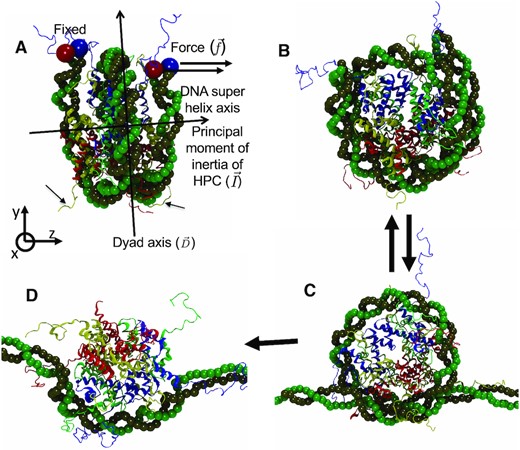 Fixed
A
Force (f⃗)
B
DNA super
helix axis
Principal
moment of
inertia of
HPC (I⃗)
y
z
x
Dyad axis (D⃗)
D
C